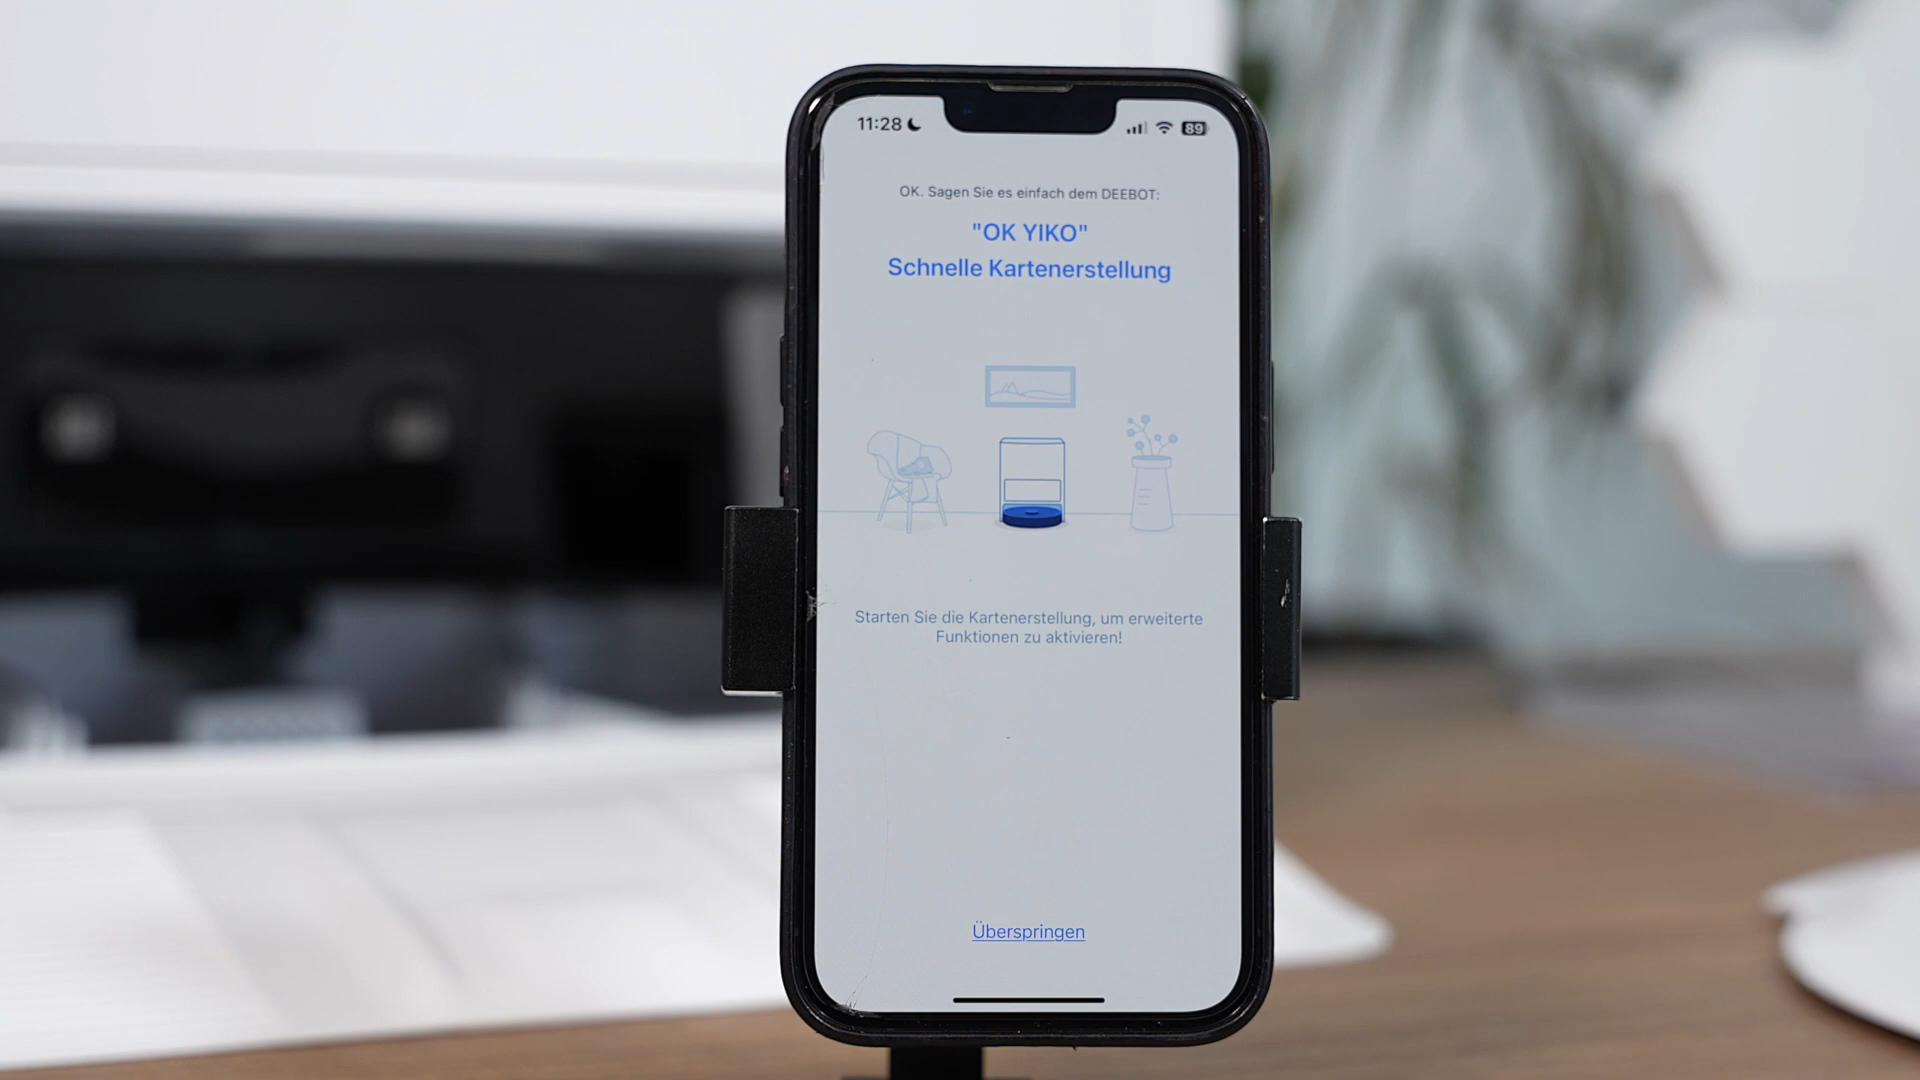 11:28
89
OK. Sagen Sie es einfach dem DEEBOT:
"OK YIKO"
Schnelle Kartenerstellung
Starten Sie die Kartenerstellung, um erweiterte
Funktionen zu aktivieren!
Überspringen